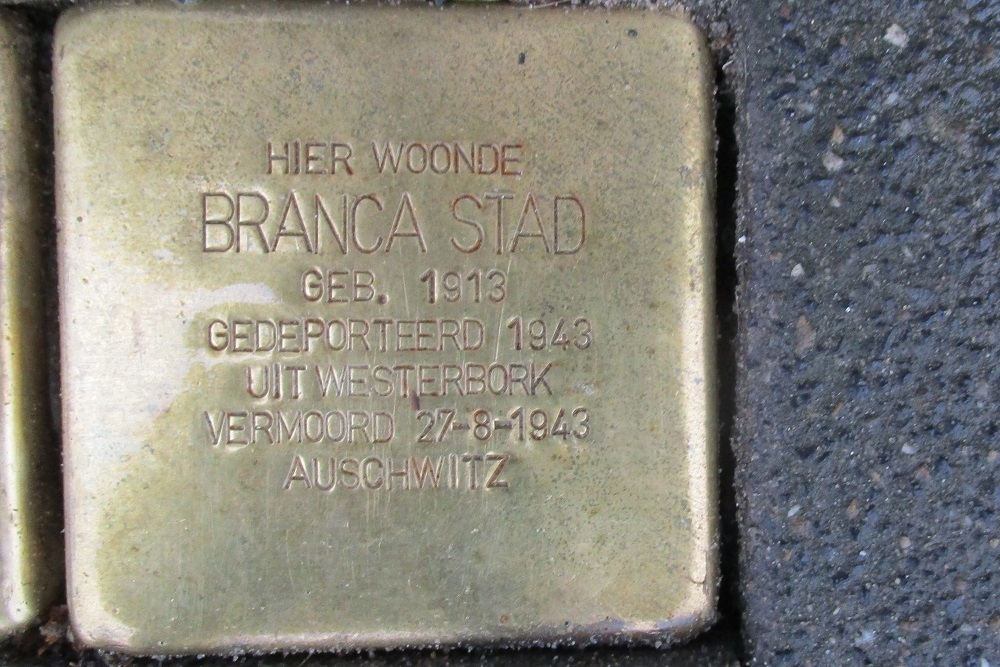 HIER WOONDE
BRANCA STAD
GEB. 1913
GEDEPORTEERD 1943
UIT WESTERBORK
VERMOORD 27-8-1943
AUSCHWITZ